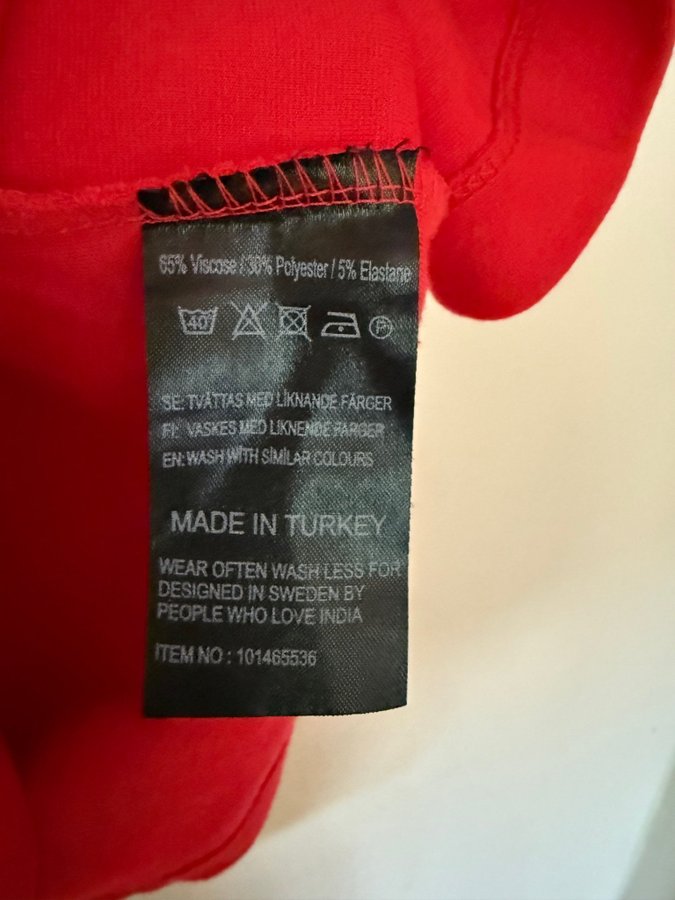 65% Viscose / 30% Polyester / 5% Elastane
40 P
SE: TVÄTTAS MED LIKNANDE FÄRGER
FI: VASKES MED LIKNENDE FARGER
EN: WASH WITH SIMILAR COLOURS
MADE IN TURKEY
WEAR OFTEN WASH LESS FOR
DESIGNED IN SWEDEN BY
PEOPLE WHO LOVE INDIA
ITEM NO : 101465536